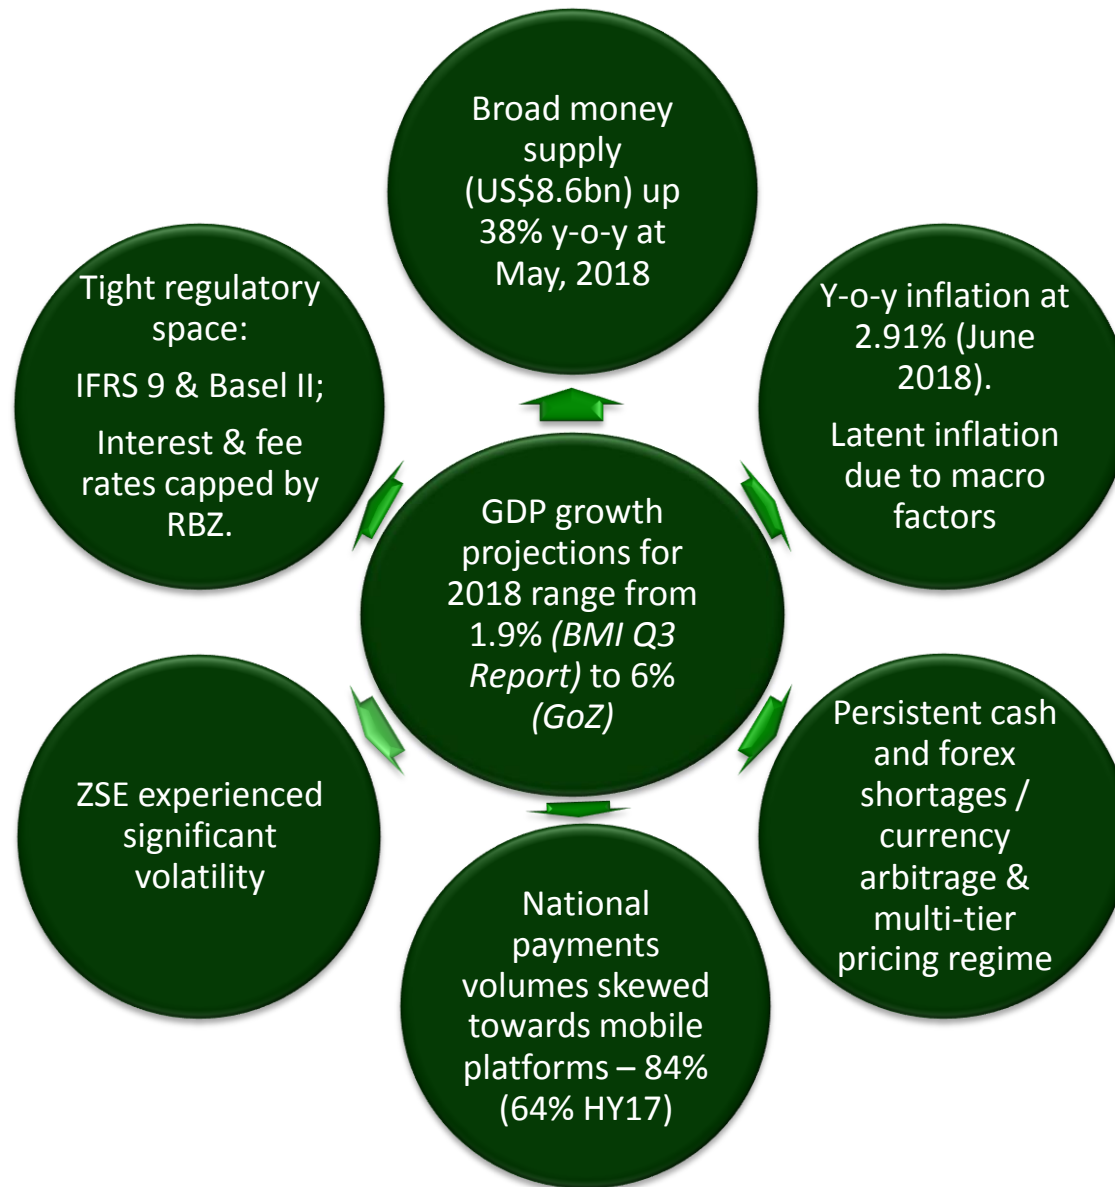 Broad money
supply
(US$8.6bn) up
38% y-o-y at
May, 2018
Tight regulatory
space:
IFRS 9 & Basel II;
Interest & fee
rates capped by
RBZ.
Y-o-y inflation at
2.91% (June
2018).
Latent inflation
due to macro
factors
GDP growth
projections for
2018 range from
1.9% (BMI Q3
Report) to 6%
(GoZ)
ZSE experienced
significant
volatility
Persistent cash
and forex
shortages /
currency
arbitrage &
multi-tier
pricing regime
National
payments
volumes skewed
towards mobile
platforms – 84%
(64% HY17)